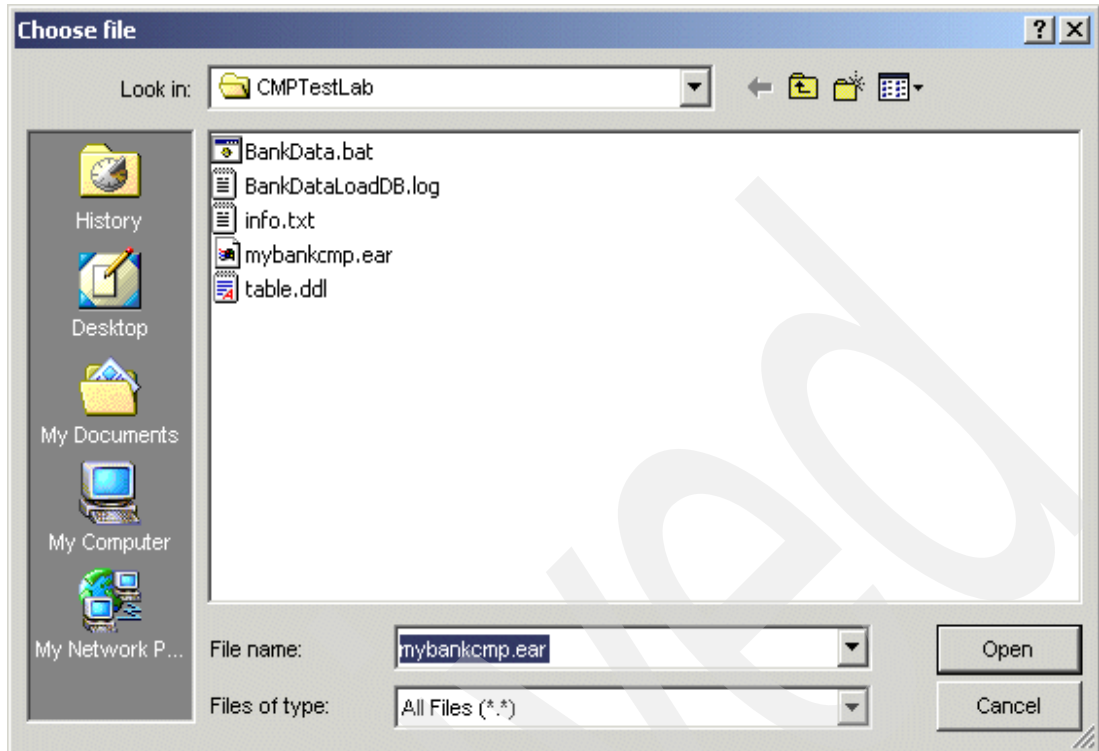 Choose file
Look in:
CMPTestLab
BankData.bat
BankDataLoadDB.log
info.txt
mybankcmp.ear
table.ddl
History
Desktop
My Documents
My Computer
My Network P...
File name:
mybankcmp.ear
Open
Files of type:
All Files (*.*)
Cancel